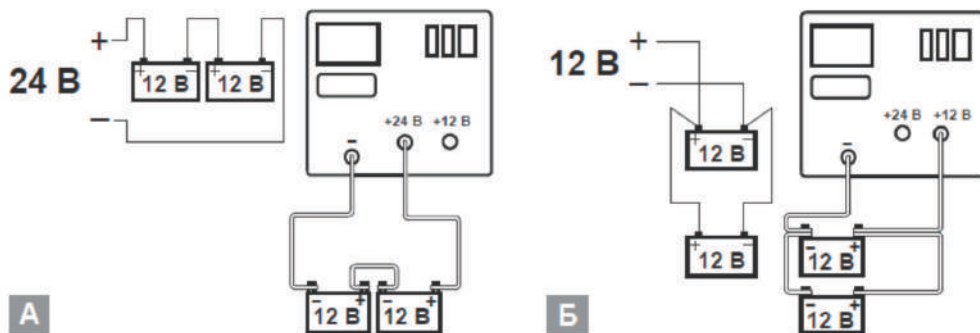 +
24 В
−
+ − + −
12 В 12 В
+24 В +12 В
−
− + − +
12 В 12 В
А
+
12 В
−
+ −
12 В
+ −
12 В
+24 В +12 В
−
− +
12 В
− +
12 В
Б